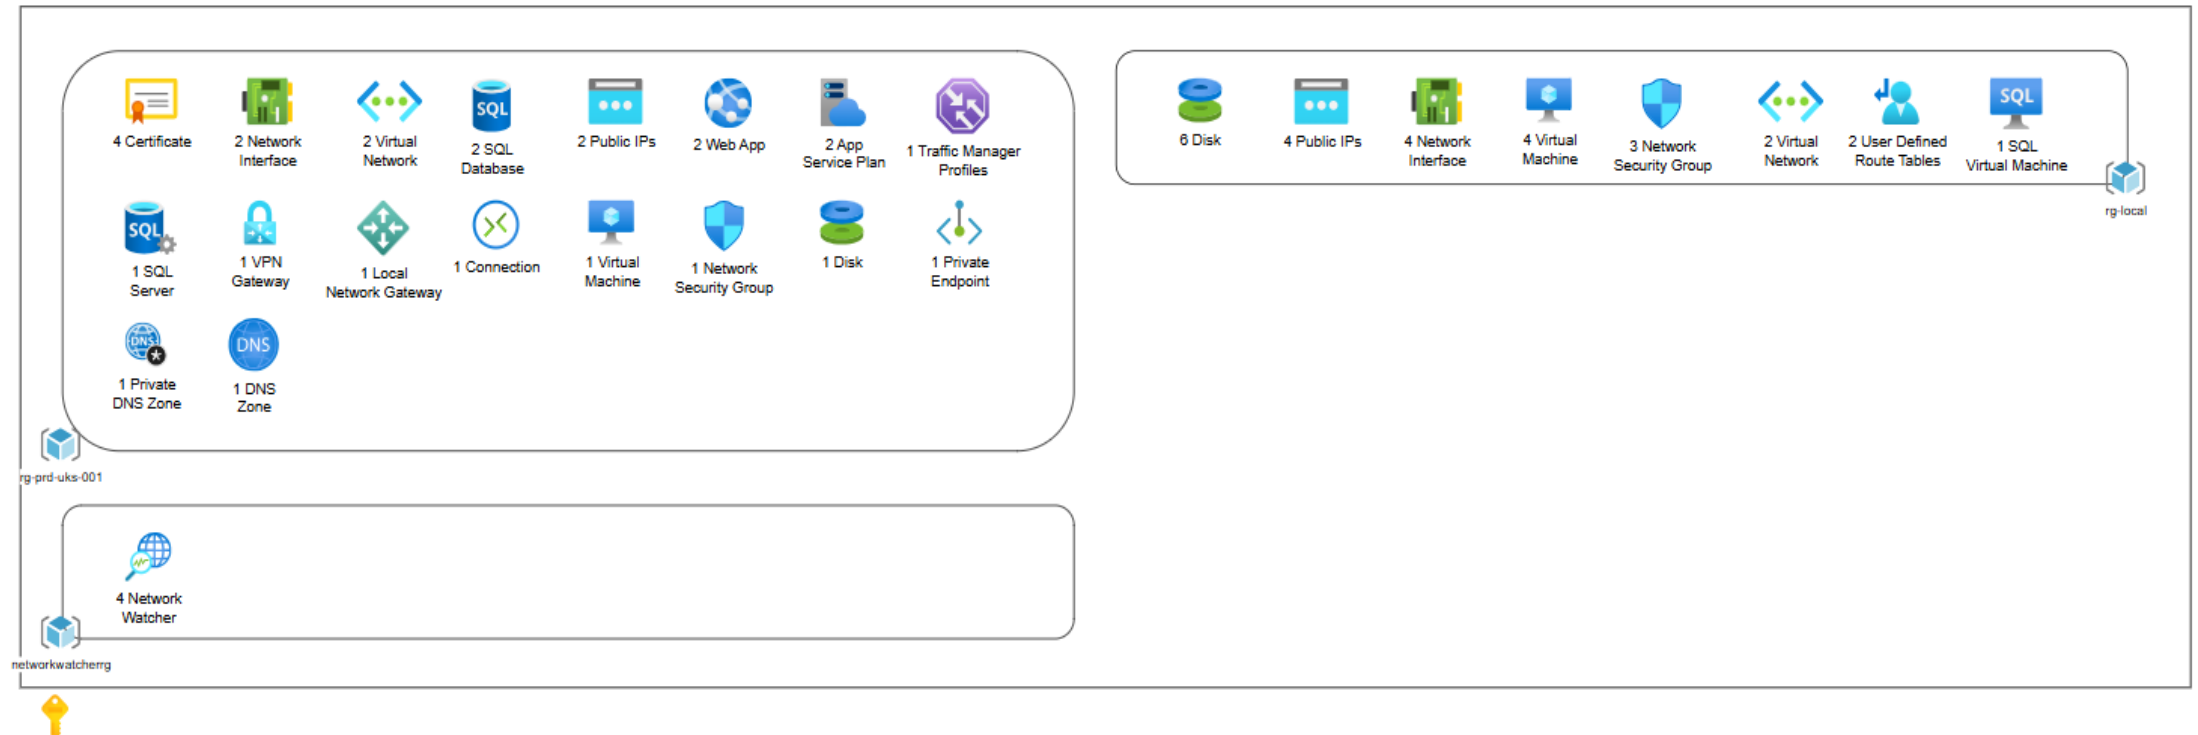 4 Certificate
2 Network
Interface
2 Virtual
Network
SQL
2 SQL
Database
2 Public IPs
2 Web App
2 App
Service Plan
1 Traffic Manager
Profiles
SQL
1 SQL
Server
1 VPN
Gateway
1 Local
Network Gateway
1 Connection
1 Virtual
Machine
1 Network
Security Group
1 Disk
1 Private
Endpoint
DNS
1 Private
DNS Zone
DNS
1 DNS
Zone
rg-prd-uks-001
4 Network
Watcher
networkwatcherrg
6 Disk
4 Public IPs
4 Network
Interface
4 Virtual
Machine
3 Network
Security Group
2 Virtual
Network
2 User Defined
Route Tables
SQL
1 SQL
Virtual Machine
rg-local